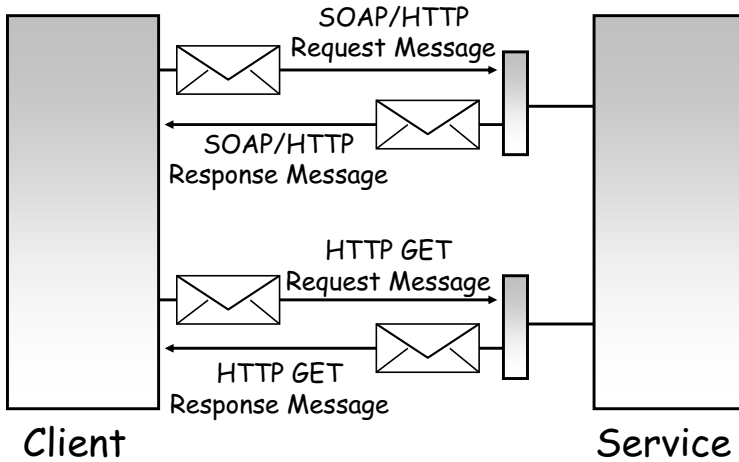 SOAP/HTTP
Request Message
SOAP/HTTP
Response Message
HTTP GET
Request Message
HTTP GET
Response Message
Client
Service